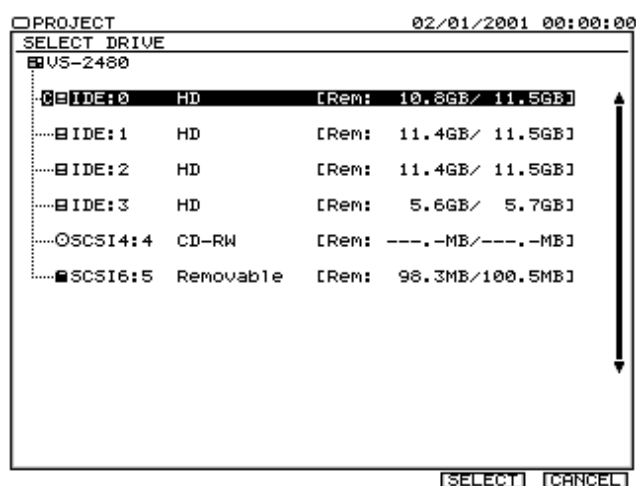 PROJECT 02/01/2001 00:00:00
SELECT DRIVE
VS-2480
C IDE:0 HD [Rem: 10.8GB/ 11.5GB]
IDE:1 HD [Rem: 11.4GB/ 11.5GB]
IDE:2 HD [Rem: 11.4GB/ 11.5GB]
IDE:3 HD [Rem: 5.6GB/ 5.7GB]
SCSI4:4 CD-RW [Rem: ---.-MB/---.-MB]
SCSI6:5 Removable [Rem: 98.3MB/100.5MB]
[SELECT] [CANCEL]